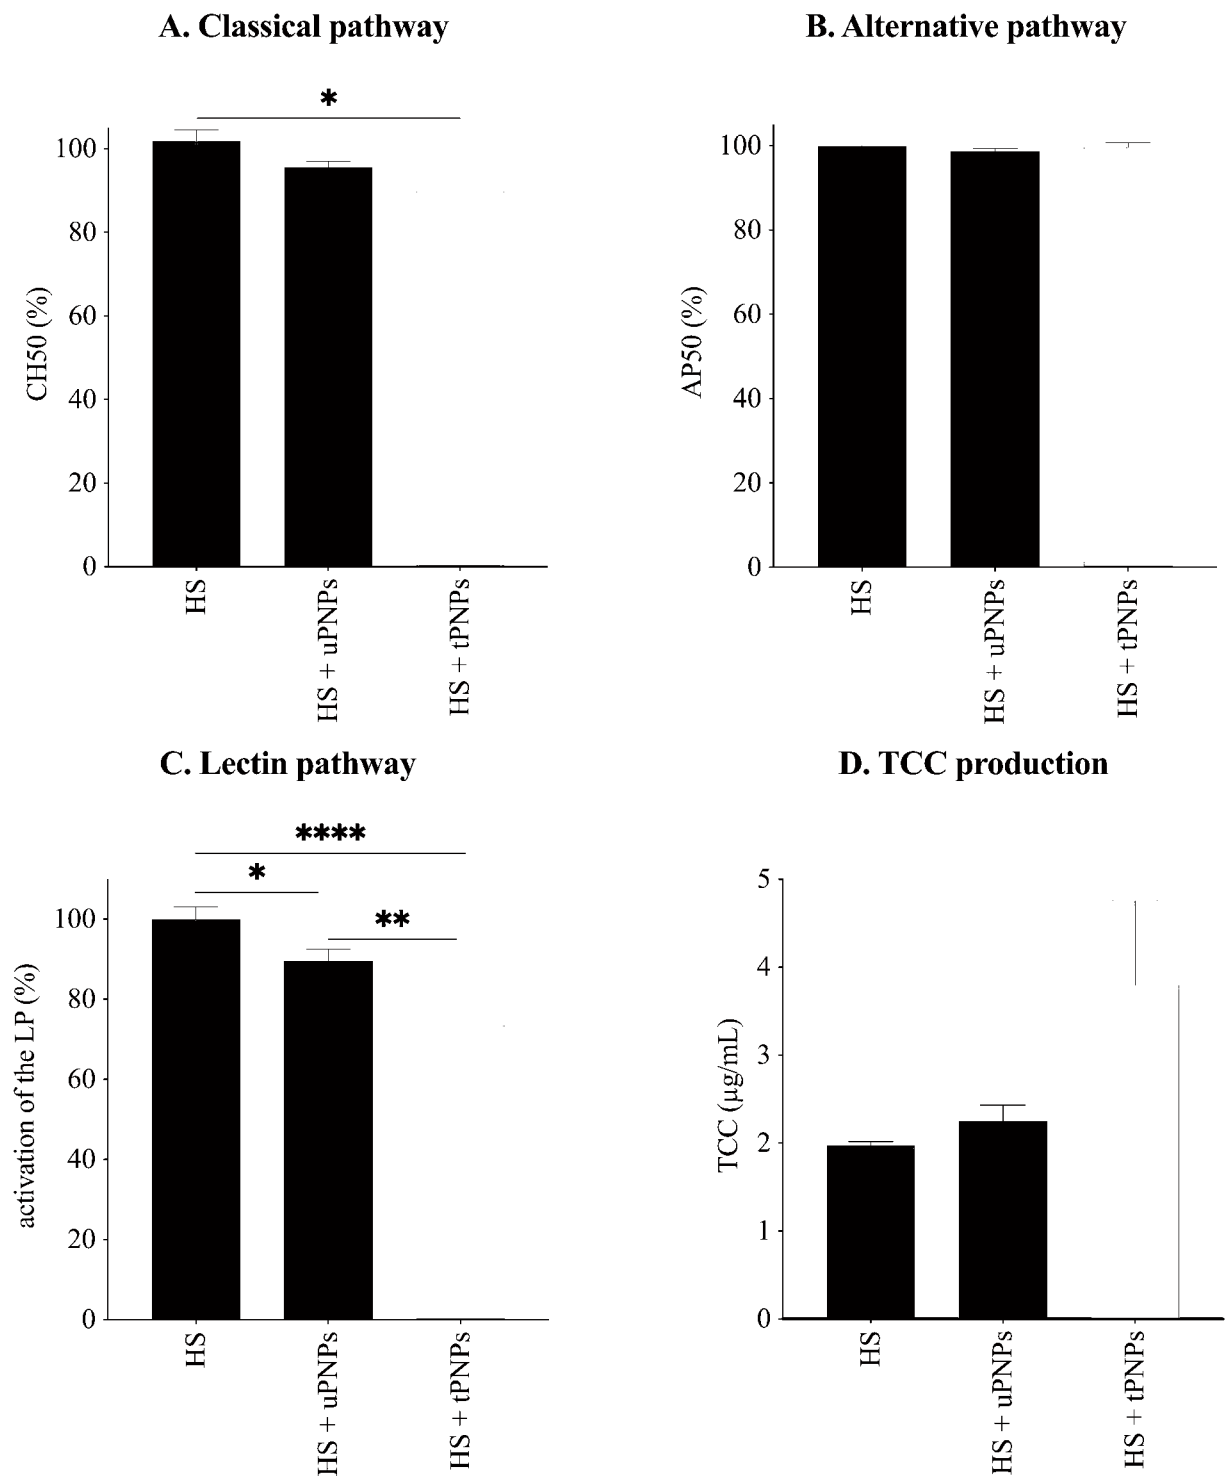 A. Classical pathway
B. Alternative pathway
*
100
80
60
40
20
0
CH50 (%)
HS
HS + uPNPs
HS + tPNPs
100
80
60
40
20
0
AP50 (%)
HS
HS + uPNPs
HS + tPNPs
C. Lectin pathway
D. TCC production
****
*
**
100
80
60
40
20
0
activation of the LP (%)
HS
HS + uPNPs
HS + tPNPs
5
4
3
2
1
0
TCC (µg/mL)
HS
HS + uPNPs
HS + tPNPs